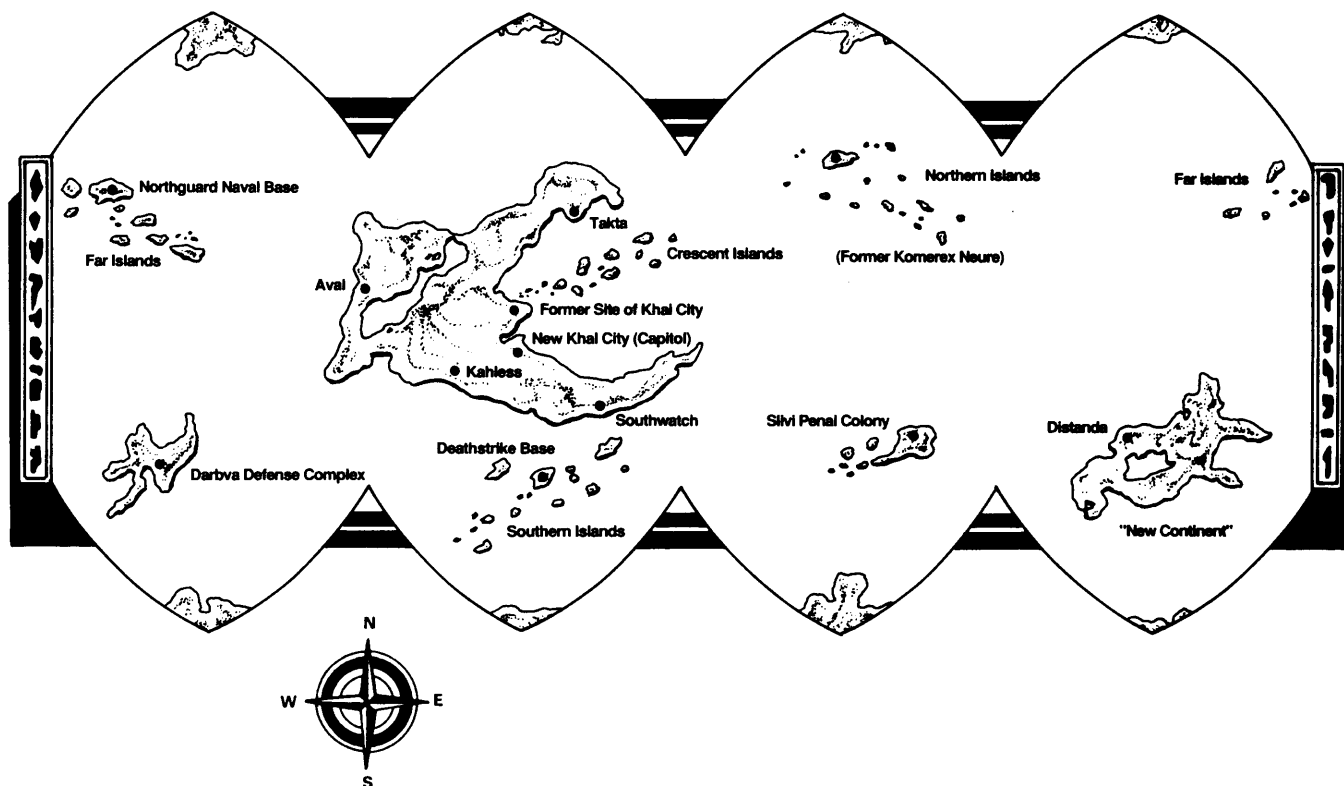 Northguard Naval Base
Far Islands
Aval
Takta
Crescent Islands
Former Site of Khal City
New Khal City (Capitol)
Kahless
Southwatch
Northern Islands
(Former Komerex Neure)
Far Islands
Darbva Defense Complex
Deathstrike Base
Southern Islands
Silvi Penal Colony
Distanda
"New Continent"
N
W E
S